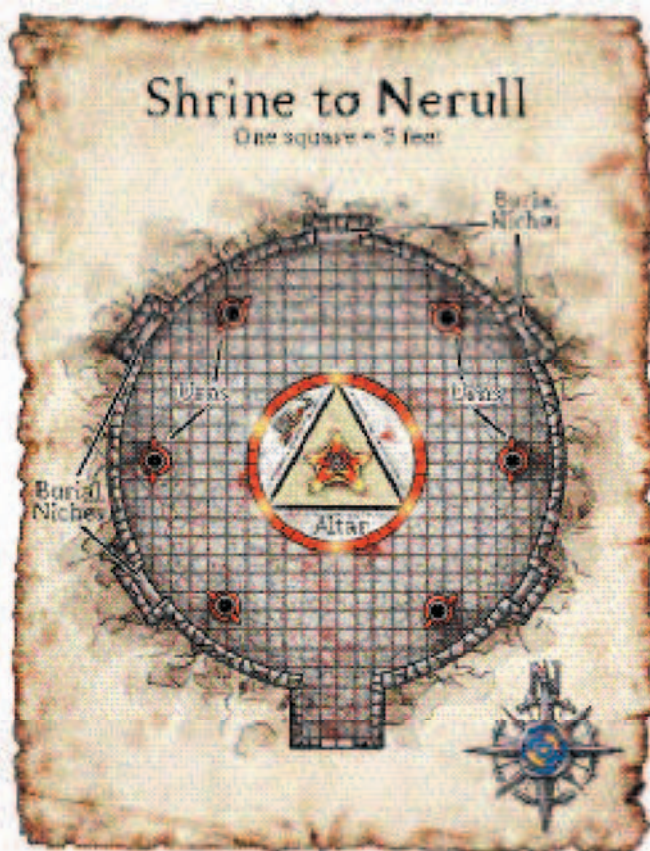 Shrine to Nerull
One square = 5 feet
Burial
Niches
Urns
Urns
Burial
Niches
Altar
N